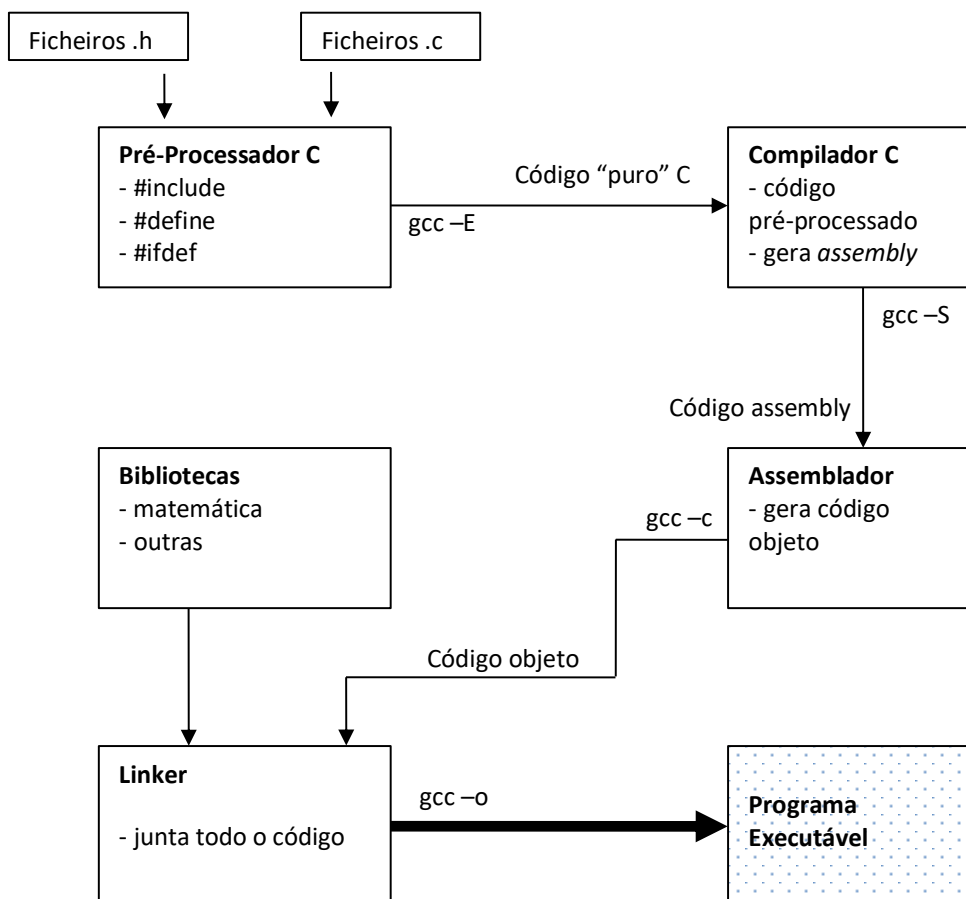 Ficheiros .h
Ficheiros .c
Pré-Processador C
- #include
- #define
- #ifdef
Código “puro” C
gcc –E
Compilador C
- código
pré-processado
- gera assembly
gcc –S
Código assembly
Bibliotecas
- matemática
- outras
Assemblador
- gera código
objeto
gcc –c
Código objeto
Linker
- junta todo o código
gcc –o
Programa
Executável